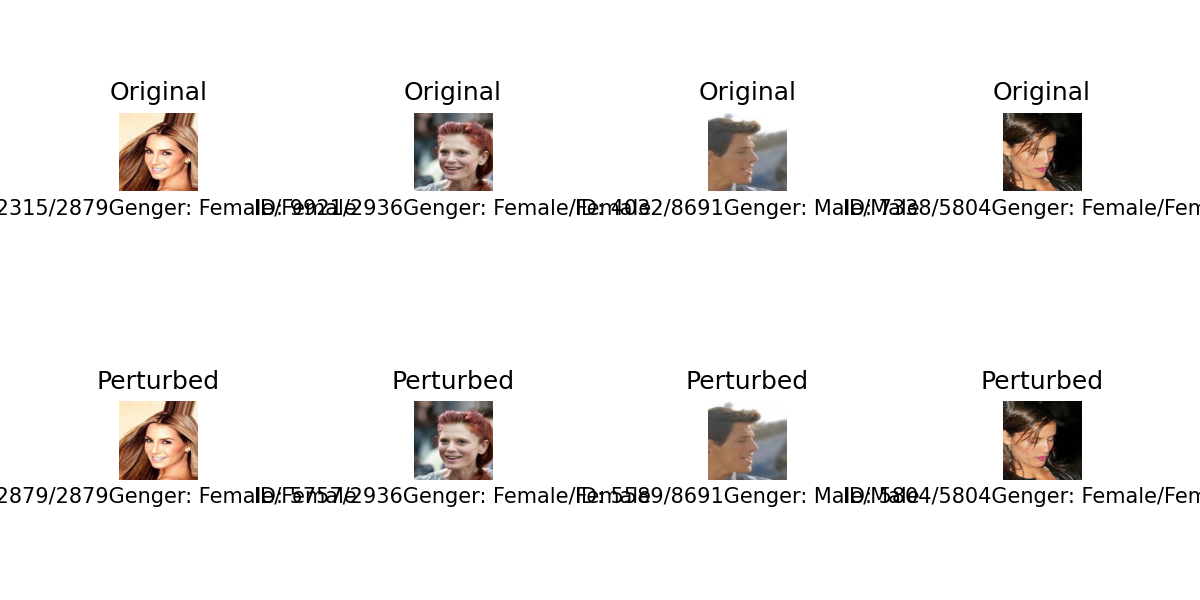 Original Original Original Original
2315/2879Genger: Female/Female ID: 9921/2936Genger: Female/Female ID: 4032/8691Genger: Male/Male ID: 7338/5804Genger: Female/Fem
Perturbed Perturbed Perturbed Perturbed
2879/2879Genger: Female/Female ID: 5757/2936Genger: Female/Female ID: 5589/8691Genger: Male/Male ID: 5804/5804Genger: Female/Fem